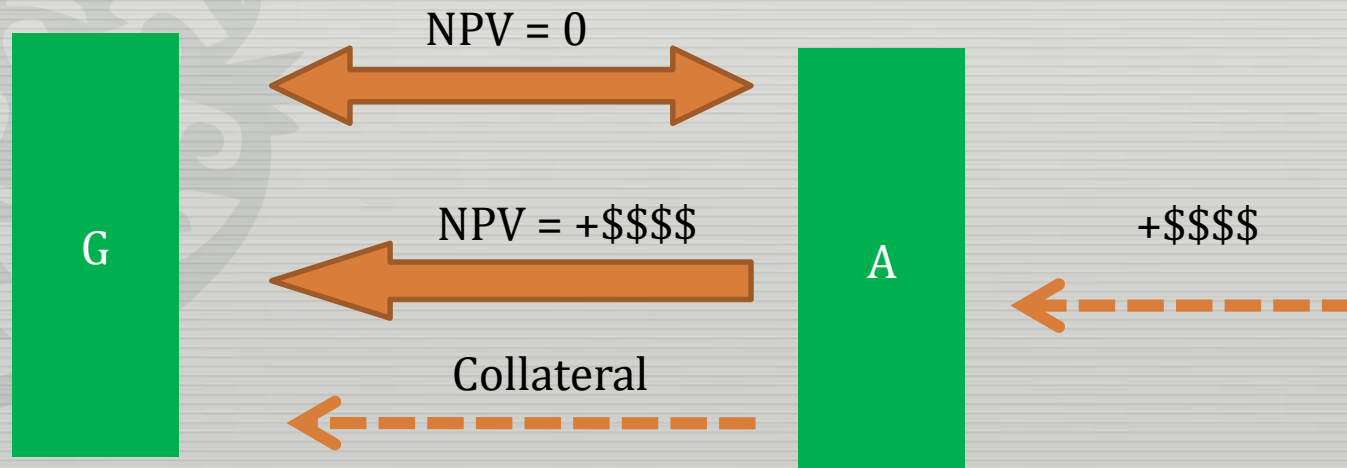 NPV = 0
G
NPV = +$$$$
A
+$$$$
Collateral